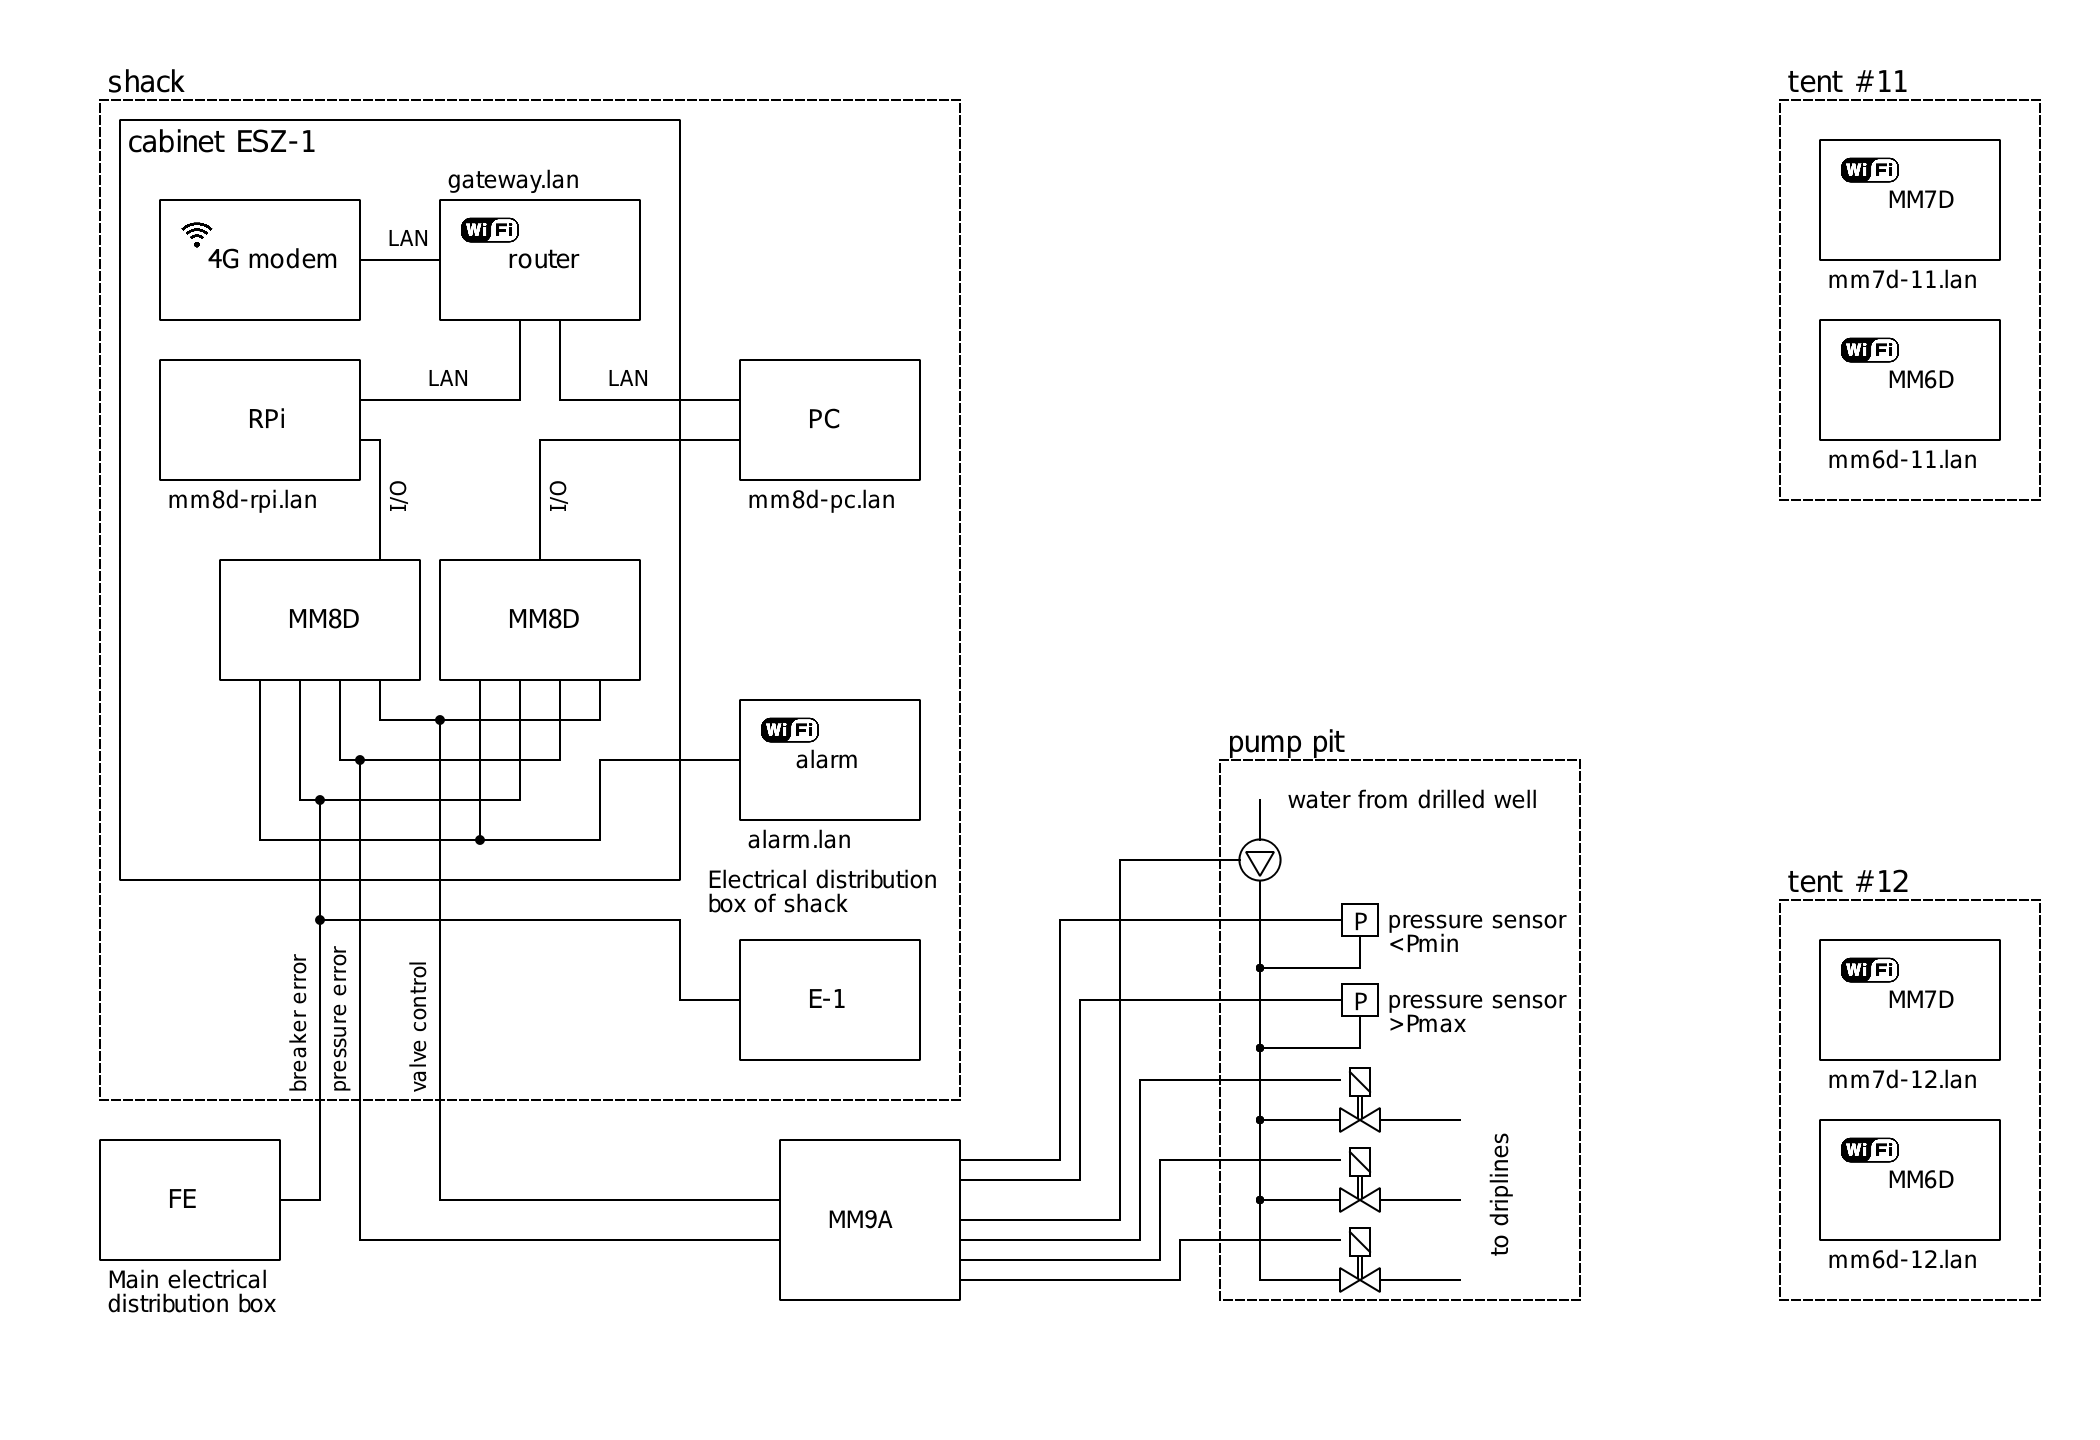 shack
cabinet ESZ-1
gateway.lan
4G modem
LAN
Wi Fi
router
LAN
LAN
RPi
mm8d-rpi.lan
PC
mm8d-pc.lan
I/O
I/O
MM8D
MM8D
Wi Fi
alarm
alarm.lan
Electrical distribution
box of shack
E-1
breaker error
pressure error
valve control
FE
Main electrical
distribution box
MM9A
pump pit
water from drilled well
P
pressure sensor
<Pmin
P
pressure sensor
>Pmax
to driplines
tent #11
Wi Fi
MM7D
mm7d-11.lan
Wi Fi
MM6D
mm6d-11.lan
tent #12
Wi Fi
MM7D
mm7d-12.lan
Wi Fi
MM6D
mm6d-12.lan